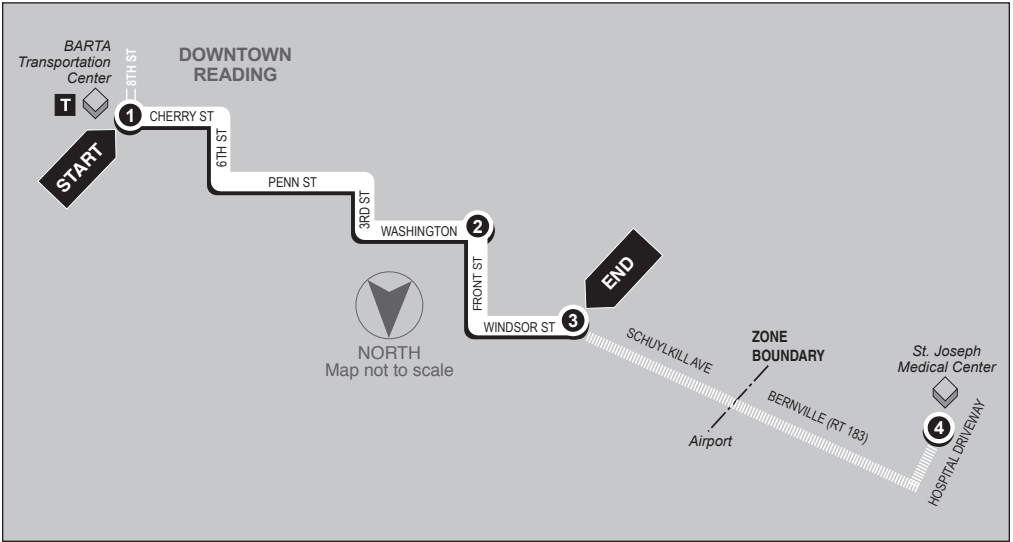 BARTA
Transportation
Center
T
8TH ST
DOWNTOWN
READING
1
CHERRY ST
START
6TH ST
PENN ST
3RD ST
WASHINGTON
2
FRONT ST
END
WINDSOR ST
3
NORTH
Map not to scale
SCHUYLKILL AVE
ZONE
BOUNDARY
Airport
BERNVILLE (RT 183)
St. Joseph
Medical Center
4
HOSPITAL DRIVEWAY